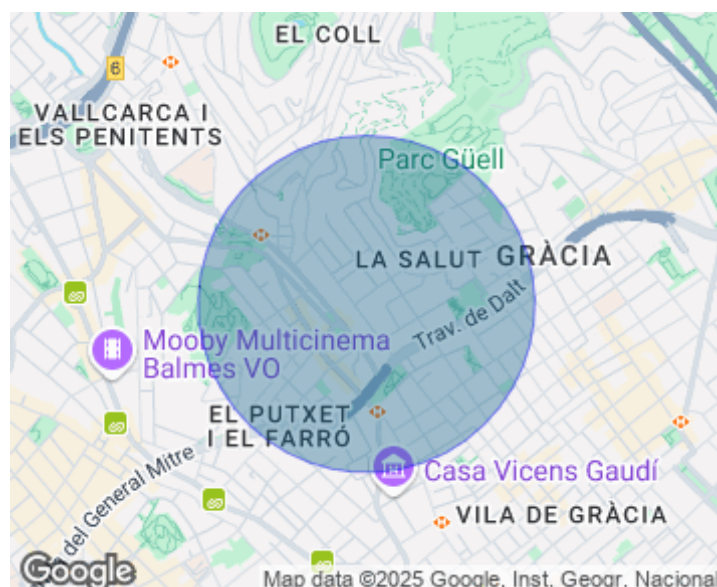 EL COLL
6
VALLCARCA I
ELS PENITENTS
Parc Güell
LA SALUT
GRÀCIA
Trav. de Dalt
Mooby Multicinema
Balmes VO
EL PUTXET
I EL FARRÓ
del General Mitre
Casa Vicens Gaudí
VILA DE GRÀCIA
Google
Map data ©2025 Google, Inst. Geogr. Nacional